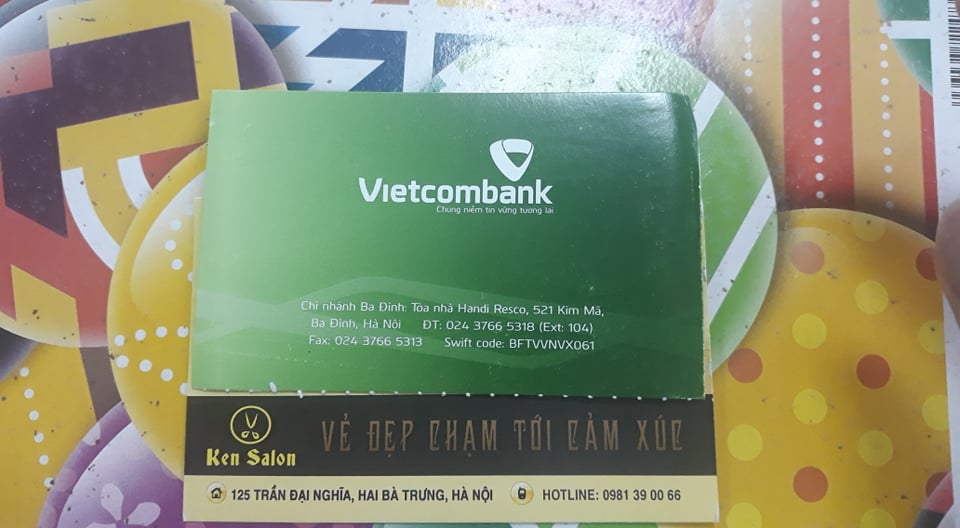 Vietcombank
Chung niềm tin vững tương lai
Chi nhánh Ba Đình: Tòa nhà Handi Resco, 521 Kim Mã,
Ba Đình, Hà Nội ĐT: 024 3766 5318 (Ext: 104)
Fax: 024 3766 5313 Swift code: BFTVVNVX061
Ken Salon
VẺ ĐẸP CHẠM TỚI CẢM XÚC
125 TRẦN ĐẠI NGHĨA, HAI BÀ TRƯNG, HÀ NỘI HOTLINE: 0981 39 00 66